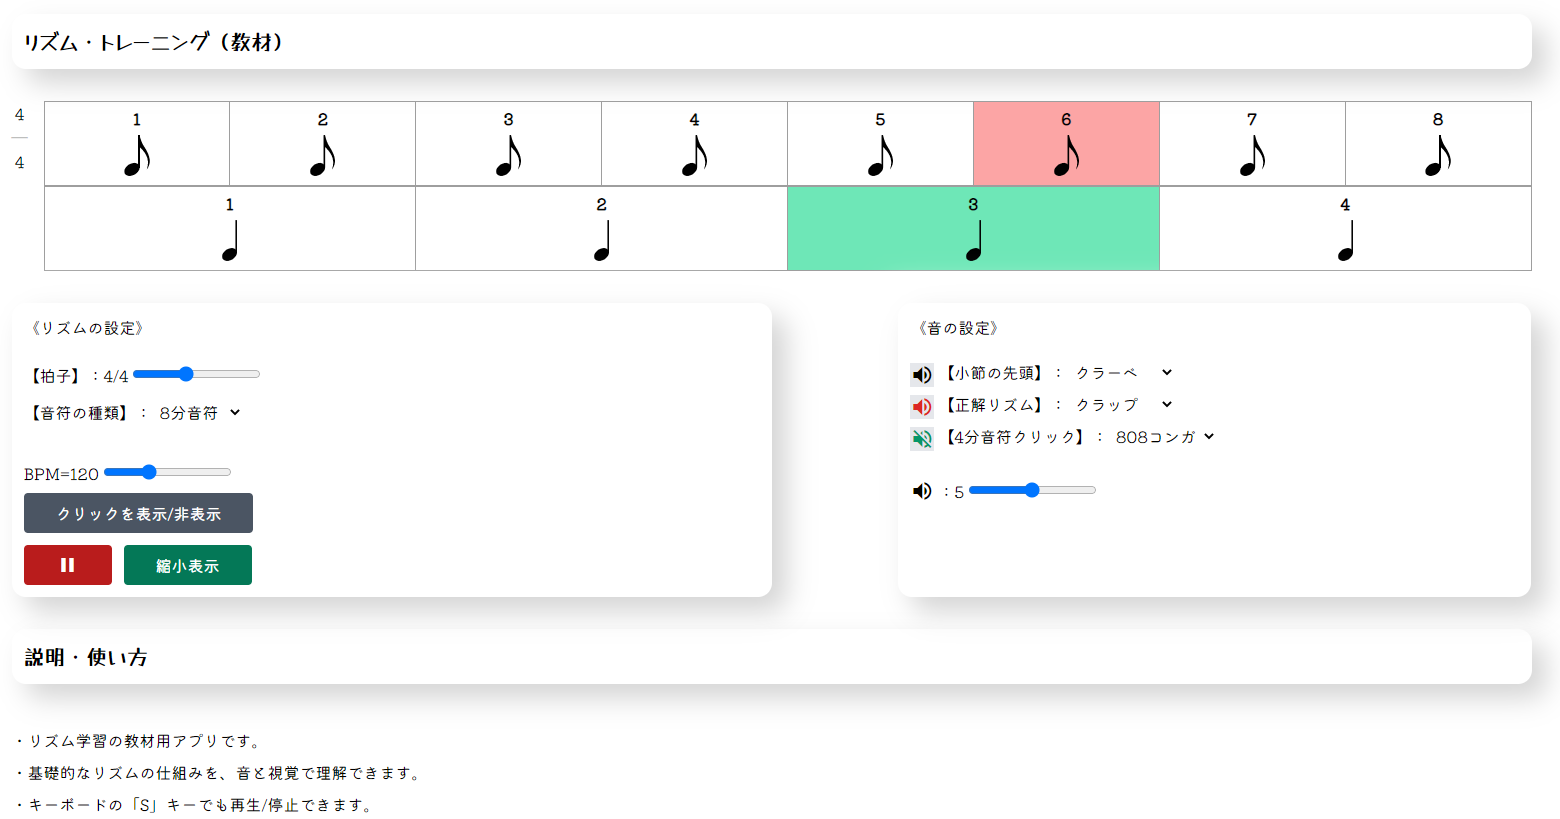 リズム・トレーニング（教材）
4
4
1 2 3 4 5 6 7 8
1 2 3 4
《リズムの設定》
【拍子】：4/4
【音符の種類】： 8分音符
BPM=120
クリックを表示/非表示
縮小表示
《音の設定》
【小節の先頭】： クラーベ
【正解リズム】： クラップ
【4分音符クリック】： 808コンガ
：5
説明・使い方
・リズム学習の教材用アプリです。
・基礎的なリズムの仕組みを、音と視覚で理解できます。
・キーボードの「S」キーでも再生/停止できます。